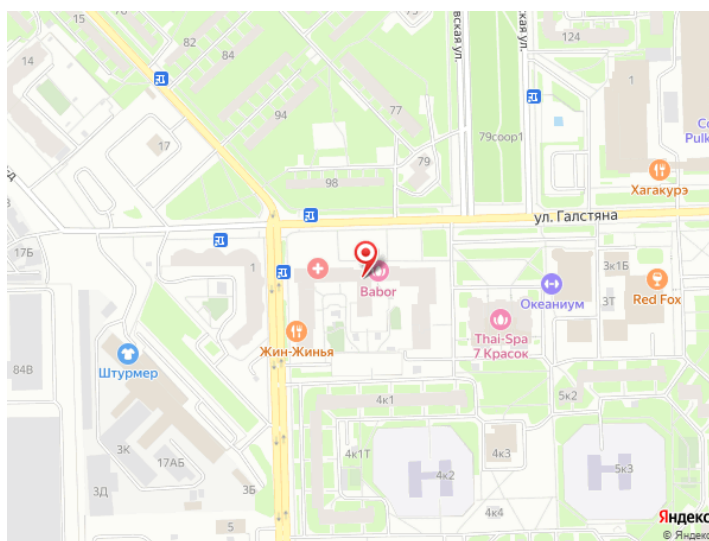 15
82
84
14
вская ул.
ская ул.
124
1
94
77
Co
Pulk
17
79
79соор1
98
Хагакурэ
д
ул. Галстяна
17Б
1
Babor
3к1Б
Океаниум
3Т
Red Fox
Thai-Spa
7 Красок
Жин-Жинья
Штурмер
84В
4к1
5к2
3К
17АБ
4к1Т
4к2
4к3
5к3
3Д
3Б
4к4
5
Яндекс
© Яндекс